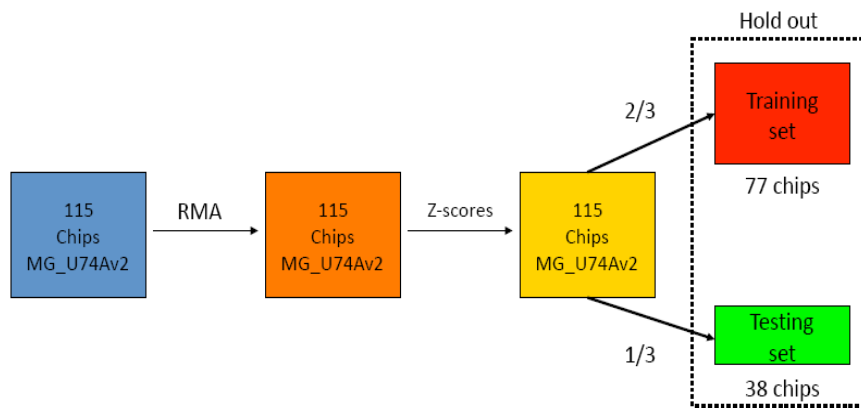 Hold out
Training
set
77 chips
2/3
115
Chips
MG_U74Av2
RMA
115
Chips
MG_U74Av2
Z-scores
115
Chips
MG_U74Av2
1/3
Testing
set
38 chips